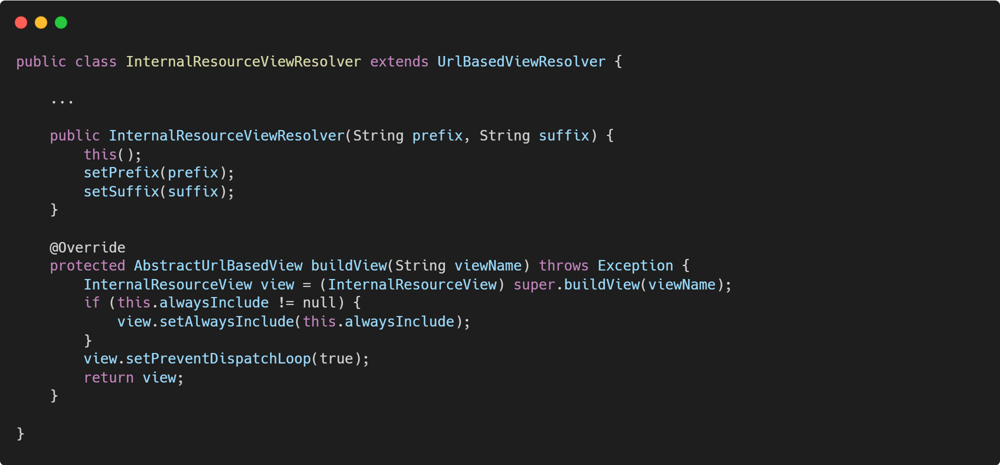 public class InternalResourceViewResolver extends UrlBasedViewResolver {
...
public InternalResourceViewResolver(String prefix, String suffix) {
this();
setPrefix(prefix);
setSuffix(suffix);
}
@Override
protected AbstractUrlBasedView buildView(String viewName) throws Exception {
InternalResourceView view = (InternalResourceView) super.buildView(viewName);
if (this.alwaysInclude != null) {
view.setAlwaysInclude(this.alwaysInclude);
}
view.setPreventDispatchLoop(true);
return view;
}
}